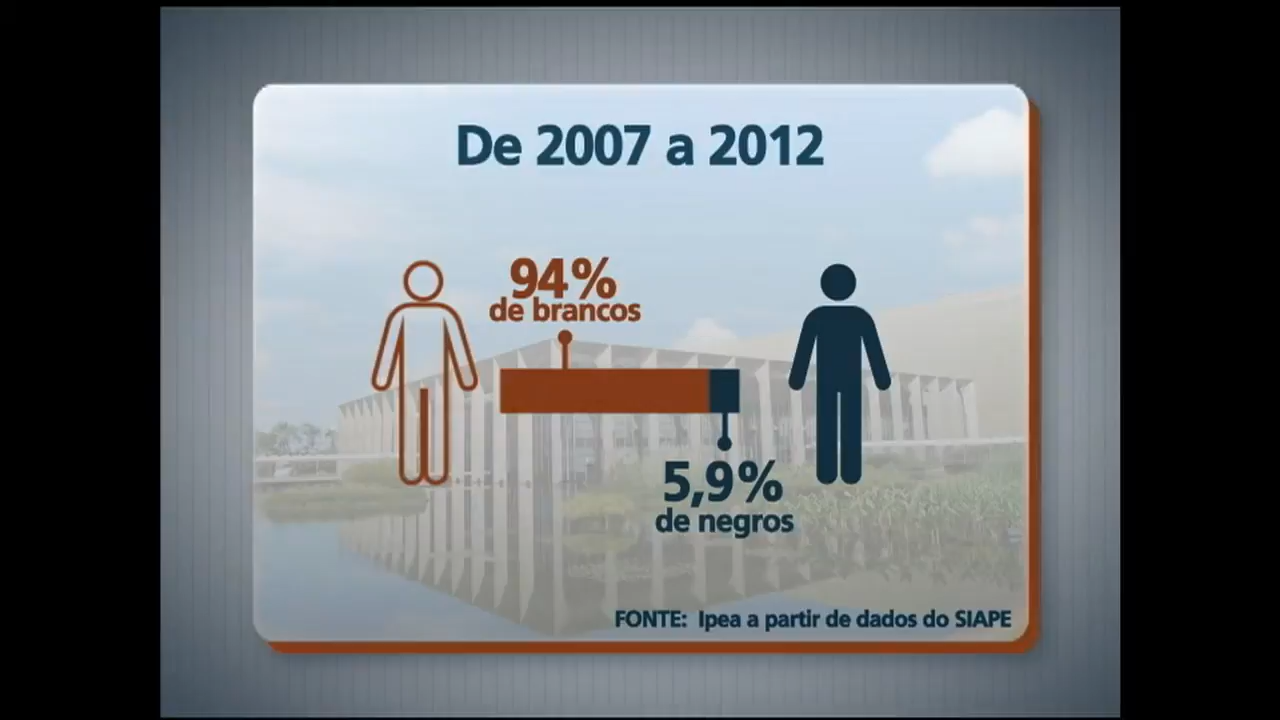 De 2007 a 2012
94%
de brancos
5,9%
de negros
FONTE: Ipea a partir de dados do SIAPE